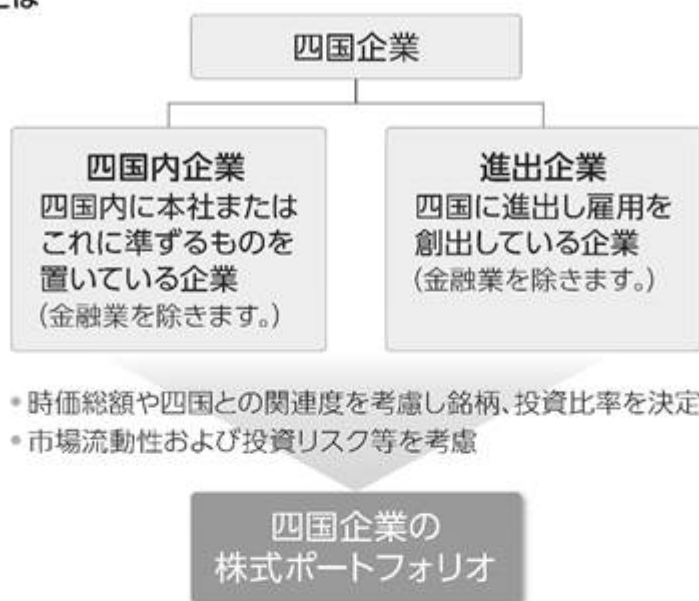 とは
四国企業
四国内企業
四国内に本社または
これに準ずるものを
置いている企業
(金融業を除きます。)
進出企業
四国に進出し雇用を
創出している企業
(金融業を除きます。)
• 時価総額や四国との関連度を考慮し銘柄、投資比率を決定
• 市場流動性および投資リスク等を考慮
四国企業の
株式ポートフォリオ